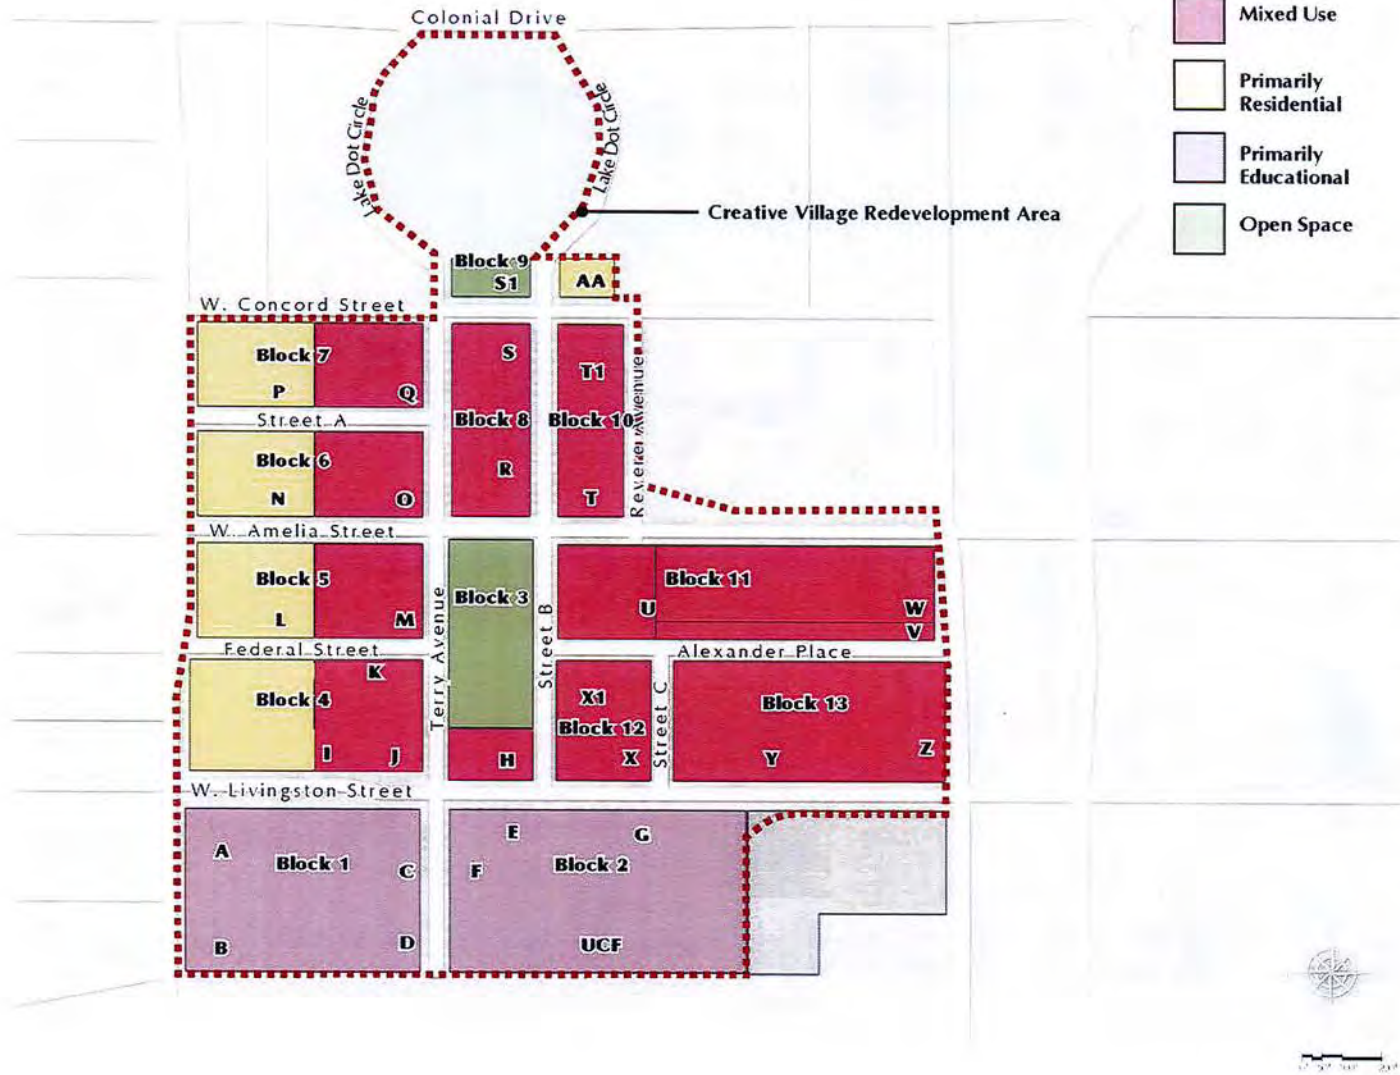 Colonial Drive
Mixed Use
Primarily
Residential
Primarily
Educational
Open Space
Lake Dot Circle
Lake Dot Circle
Creative Village Redevelopment Area
Block 9
S1
AA
W. Concord Street
Block 7
P
Q
S
T1
Street A
Block 8
Block 10
Block 6
N
O
R
T
W. Amelia Street
Block 5
L
M
Block 3
Block 11
U
W
V
Federal Street
Terry Avenue
Street B
Alexander Place
K
Block 4
I
J
H
X1
Block 12
X
Street C
Block 13
Y
Z
W. Livingston Street
A
Block 1
C
B
D
E
G
F
Block 2
UCF